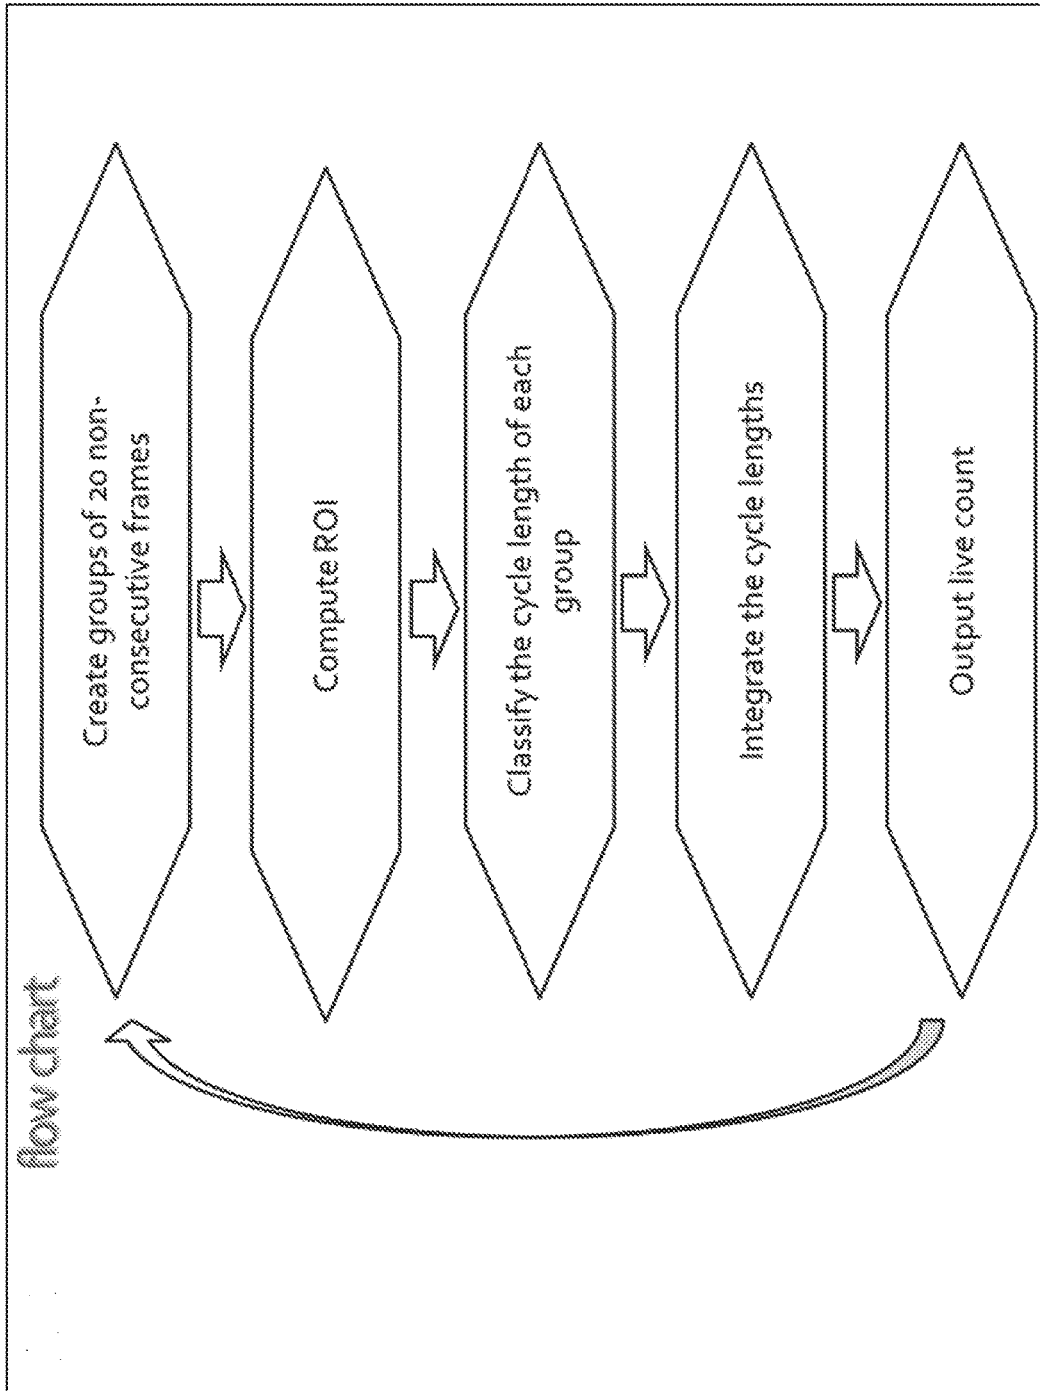 flow chart
Create groups of 20 non-
consecutive frames
Compute ROI
Classify the cycle length of each
group
Integrate the cycle lengths
Output live count